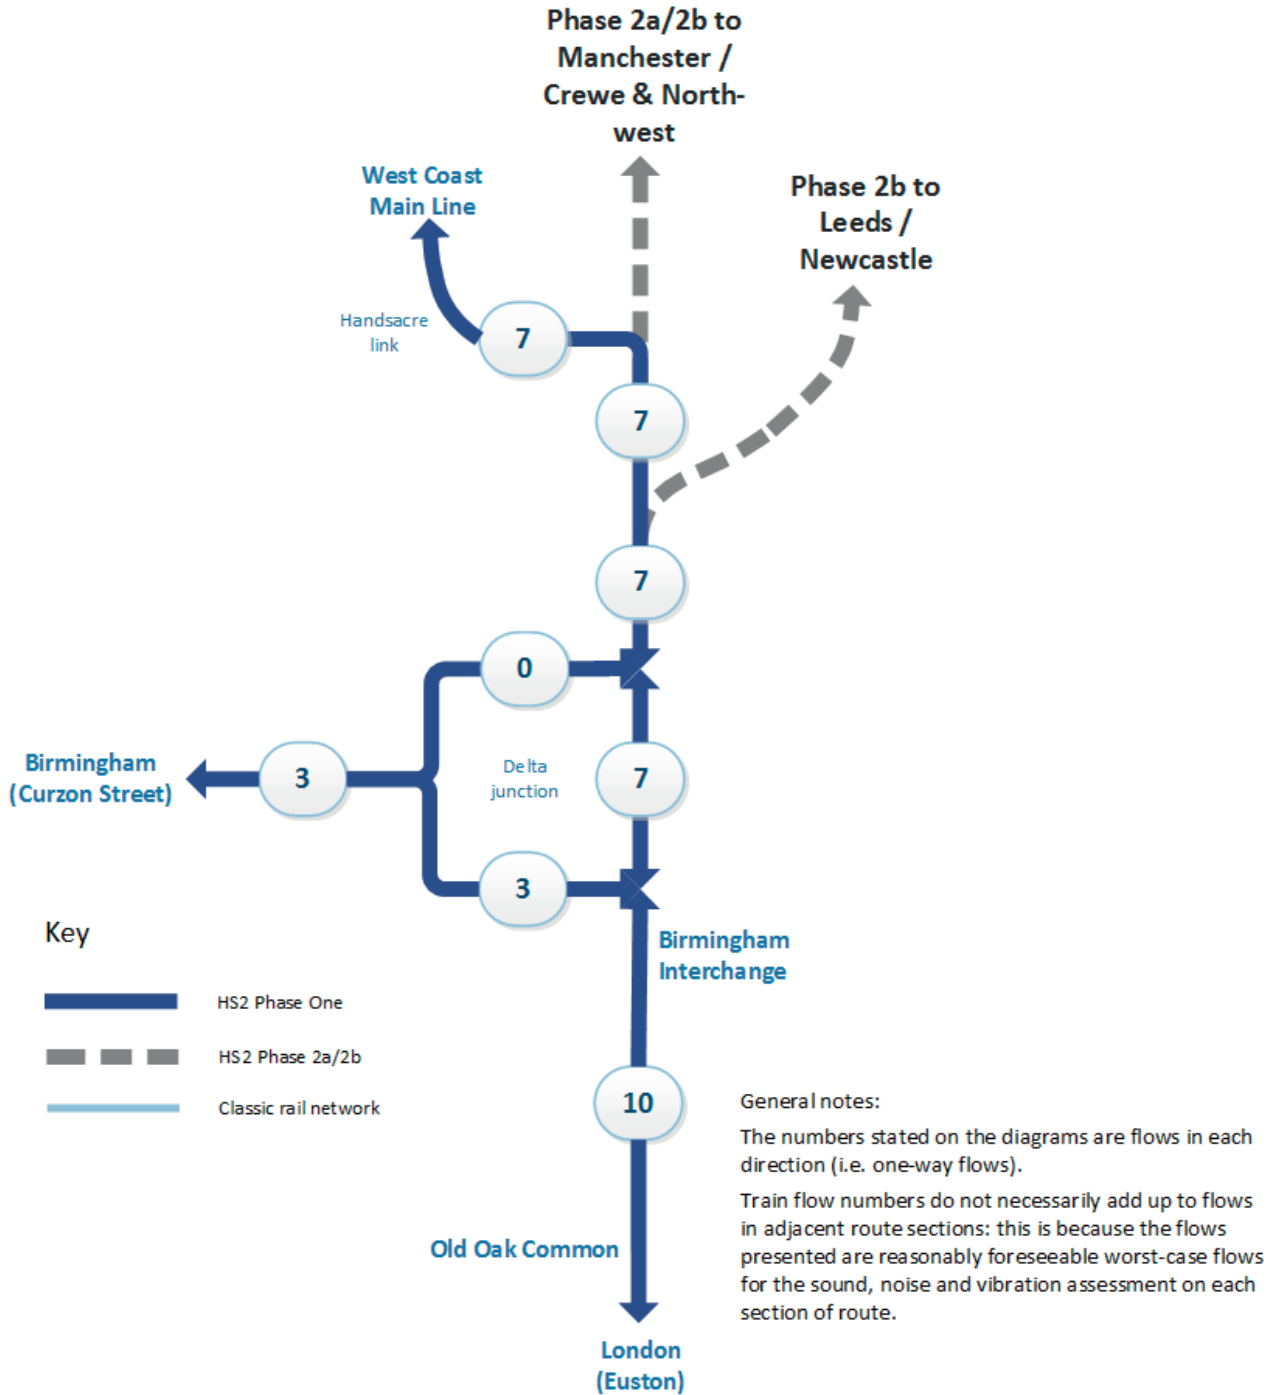 Phase 2a/2b to
Manchester /
Crewe & North-
west
West Coast
Main Line
Phase 2b to
Leeds /
Newcastle
Handsacre
link
7
7
7
0
Birmingham
(Curzon Street)
3
Delta
junction
7
3
Key
Birmingham
Interchange
HS2 Phase One
HS2 Phase 2a/2b
Classic rail network
10
General notes:
The numbers stated on the diagrams are flows in each
direction (i.e. one-way flows).
Train flow numbers do not necessarily add up to flows
in adjacent route sections: this is because the flows
presented are reasonably foreseeable worst-case flows
for the sound, noise and vibration assessment on each
section of route.
Old Oak Common
London
(Euston)